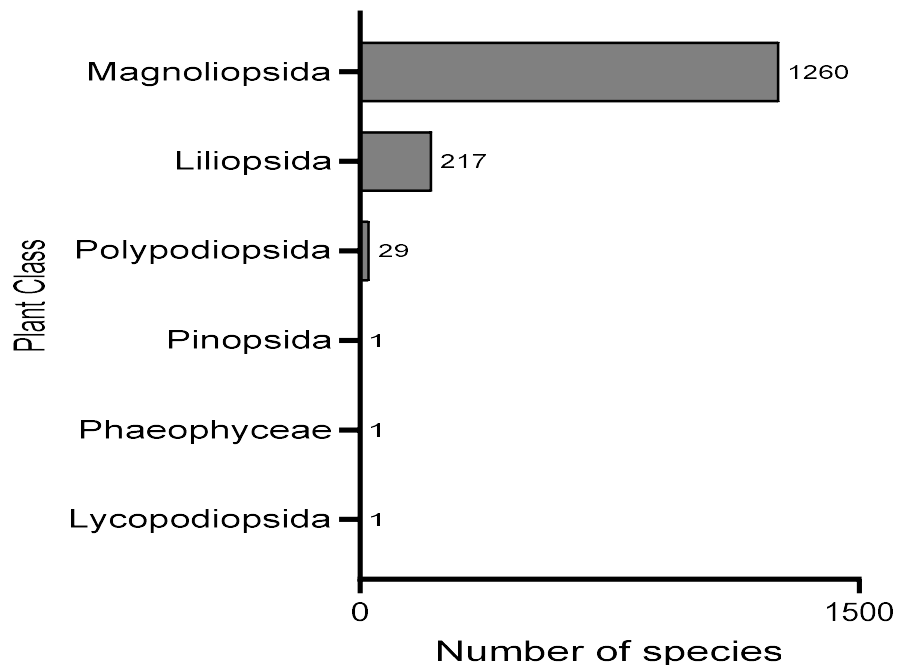 Magnoliopsida
1260
Liliopsida
217
Polypodiopsida
29
Pinopsida
1
Phaeophyceae
1
Lycopodiopsida
1
Plant Class
0
1500
Number of species